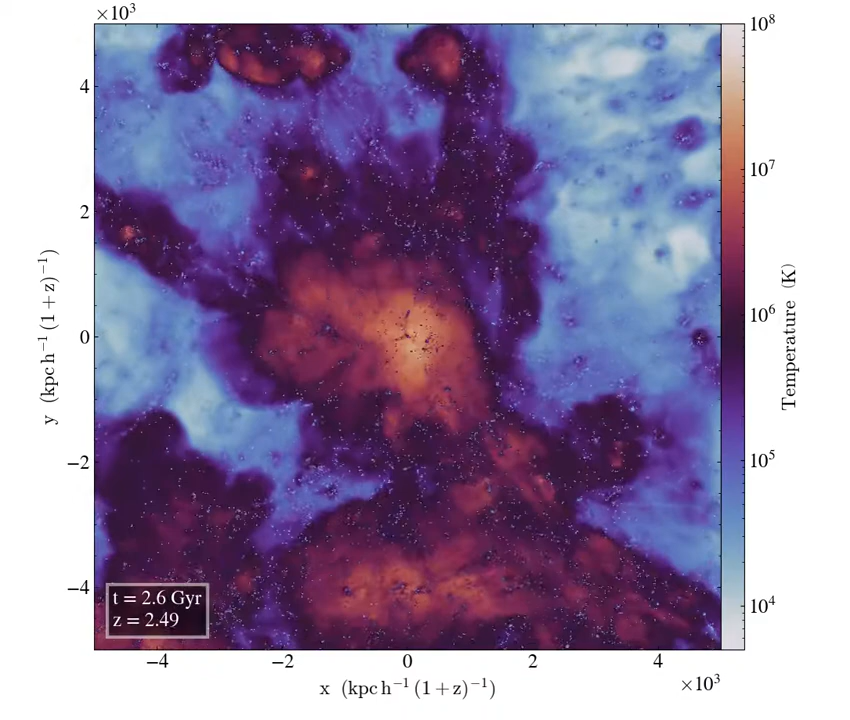 ×10³
10⁸
4
10⁷
2
y (kpc h⁻¹ (1+z)⁻¹)
0
10⁶
Temperature (K)
−2
10⁵
−4
t = 2.6 Gyr
z = 2.49
10⁴
−4 −2 0 2 4
x (kpc h⁻¹ (1+z)⁻¹)
×10³